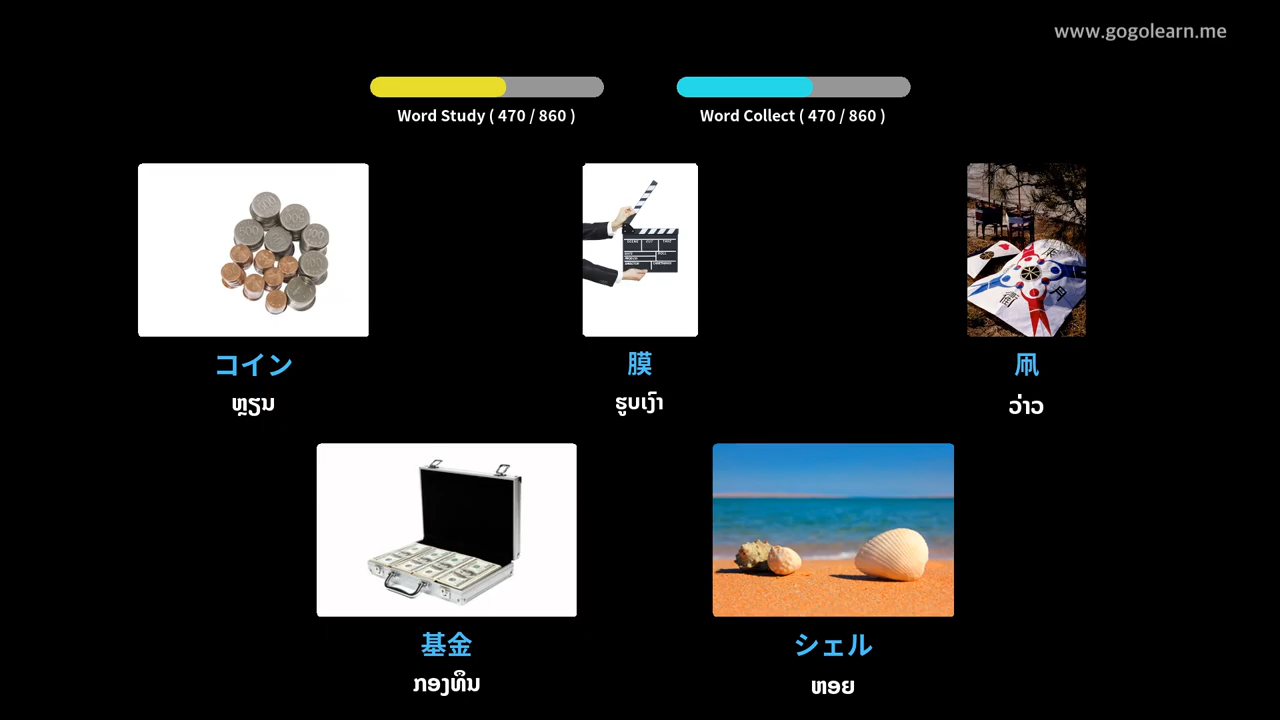 www.gogolearn.me
Word Study ( 470 / 860 )
Word Collect ( 470 / 860 )
コイン
膜
凧
ຫຼຽນ
ຮູບເງົາ
ວ່າວ
基金
シェル
ກອງທຶນ
ຫອຍ